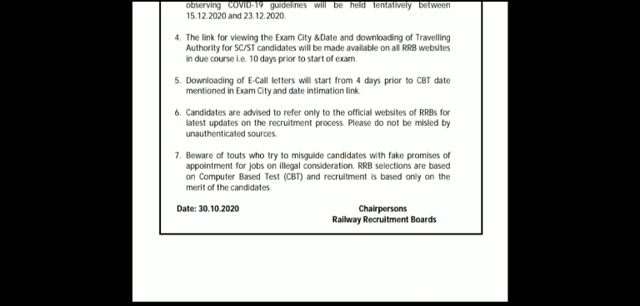 observing COVID-19 guidelines will be held tentatively between
15.12.2020 and 23.12.2020.
4. The link for viewing the Exam City &Date and downloading of Travelling
Authority for SC/ST candidates will be made available on all RRB websites
in due course i.e. 10 days prior to start of exam.
5. Downloading of E-Call letters will start from 4 days prior to CBT date
mentioned in Exam City and date intimation link.
6. Candidates are advised to refer only to the official websites of RRBs for
latest updates on the recruitment process. Please do not be misled by
unauthenticated sources.
7. Beware of touts who try to misguide candidates with fake promises of
appointment for jobs on illegal consideration. RRB selections are based
on Computer Based Test (CBT) and recruitment is based only on the
merit of the candidates.
Date: 30.10.2020
Chairpersons
Railway Recruitment Boards